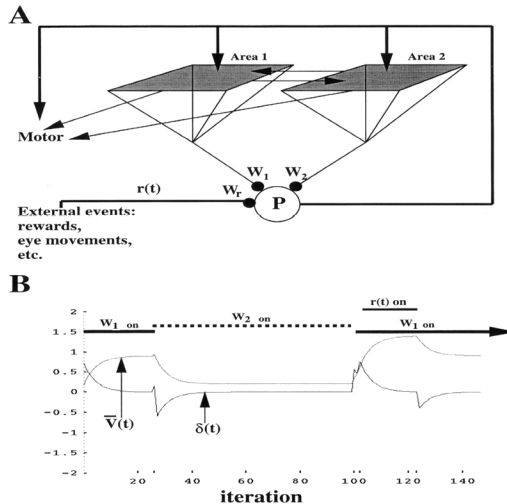 A
Area 1
Area 2
Motor
W1 W2
r(t)
Wr
P
External events:
rewards,
eye movements,
etc.
B
r(t) on
W1 on
W2 on
W1 on
2
1.5
1
0.5
0
-0.5
-1
-1.5
-2
V̅(t)
δ(t)
20 40 60 80 100 120 140
iteration